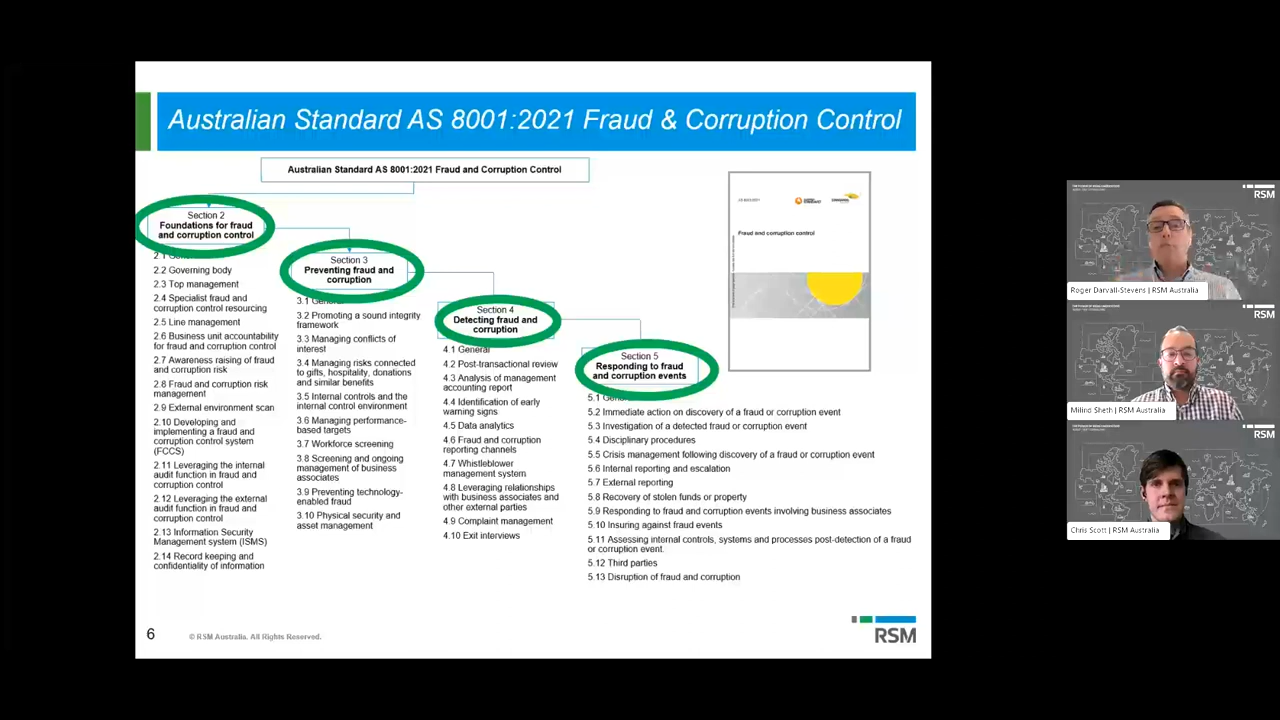 Australian Standard AS 8001:2021 Fraud & Corruption Control
Australian Standard AS 8001:2021 Fraud and Corruption Control
Section 2
Foundations for fraud
and corruption control
2.1
2.2 Governing body
2.3 Top management
2.4 Specialist fraud and
corruption control resourcing
2.5 Line management
2.6 Business unit accountability
for fraud and corruption control
2.7 Awareness raising of fraud
and corruption risk
2.8 Fraud and corruption risk
management
2.9 External environment scan
2.10 Developing and
implementing a fraud and
corruption control system
(FCCS)
2.11 Leveraging the internal
audit function in fraud and
corruption control
2.12 Leveraging the external
audit function in fraud and
corruption control
2.13 Information Security
Management system (ISMS)
2.14 Record keeping and
confidentiality of information
Section 3
Preventing fraud and
corruption
3.1 General
3.2 Promoting a sound integrity
framework
3.3 Managing conflicts of
interest
3.4 Managing risks connected
to gifts, hospitality, donations
and similar benefits
3.5 Internal controls and the
internal control environment
3.6 Managing performance-
based targets
3.7 Workforce screening
3.8 Screening and ongoing
management of business
associates
3.9 Preventing technology-
enabled fraud
3.10 Physical security and
asset management
Section 4
Detecting fraud and
corruption
4.1 General
4.2 Post-transactional review
4.3 Analysis of management
accounting report
4.4 Identification of early
warning signs
4.5 Data analytics
4.6 Fraud and corruption
reporting channels
4.7 Whistleblower
management system
4.8 Leveraging relationships
with business associates and
other external parties
4.9 Complaint management
4.10 Exit interviews
Section 5
Responding to fraud
and corruption events
5.1 General
5.2 Immediate action on discovery of a fraud or corruption event
5.3 Investigation of a detected fraud or corruption event
5.4 Disciplinary procedures
5.5 Crisis management following discovery of a fraud or corruption event
5.6 Internal reporting and escalation
5.7 External reporting
5.8 Recovery of stolen funds or property
5.9 Responding to fraud and corruption events involving business associates
5.10 Insuring against fraud events
5.11 Assessing internal controls, systems and processes post-detection of a fraud
or corruption event.
5.12 Third parties
5.13 Disruption of fraud and corruption
Fraud and corruption control
6
© RSM Australia. All Rights Reserved.
RSM
RSM
Roger Darvall-Stevens | RSM Australia
RSM
Milind Sheth | RSM Australia
RSM
Chris Scott | RSM Australia